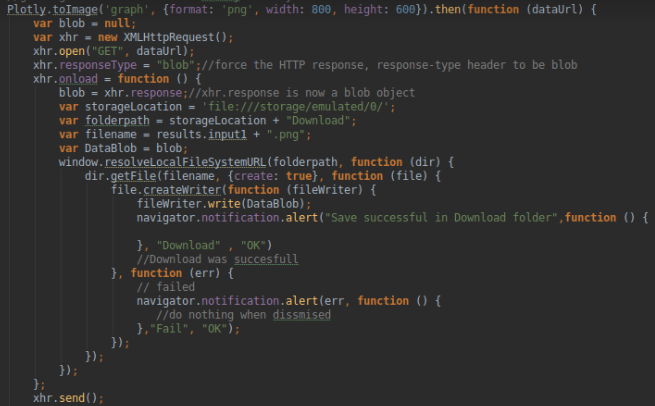 Plotly.toImage('graph', {format: 'png', width: 800, height: 600}).then(function (dataUrl) {
    var blob = null;
    var xhr = new XMLHttpRequest();
    xhr.open("GET", dataUrl);
    xhr.responseType = "blob";//force the HTTP response, response-type header to be blob
    xhr.onload = function () {
        blob = xhr.response;//xhr.response is now a blob object
        var storageLocation = 'file:///storage/emulated/0/';
        var folderpath = storageLocation + "Download";
        var filename = results.input1 + ".png";
        var DataBlob = blob;
        window.resolveLocalFileSystemURL(folderpath, function (dir) {
            dir.getFile(filename, {create: true}, function (file) {
                file.createWriter(function (fileWriter) {
                    fileWriter.write(DataBlob);
                    navigator.notification.alert("Save successful in Download folder",function () {
                    }, "Download" , "OK")
                    //Download was succesfull
                }, function (err) {
                    // failed
                    navigator.notification.alert(err, function () {
                       //do nothing when dissmised
                    },"Fail", "OK");
                });
            });
        });
    };
    xhr.send();